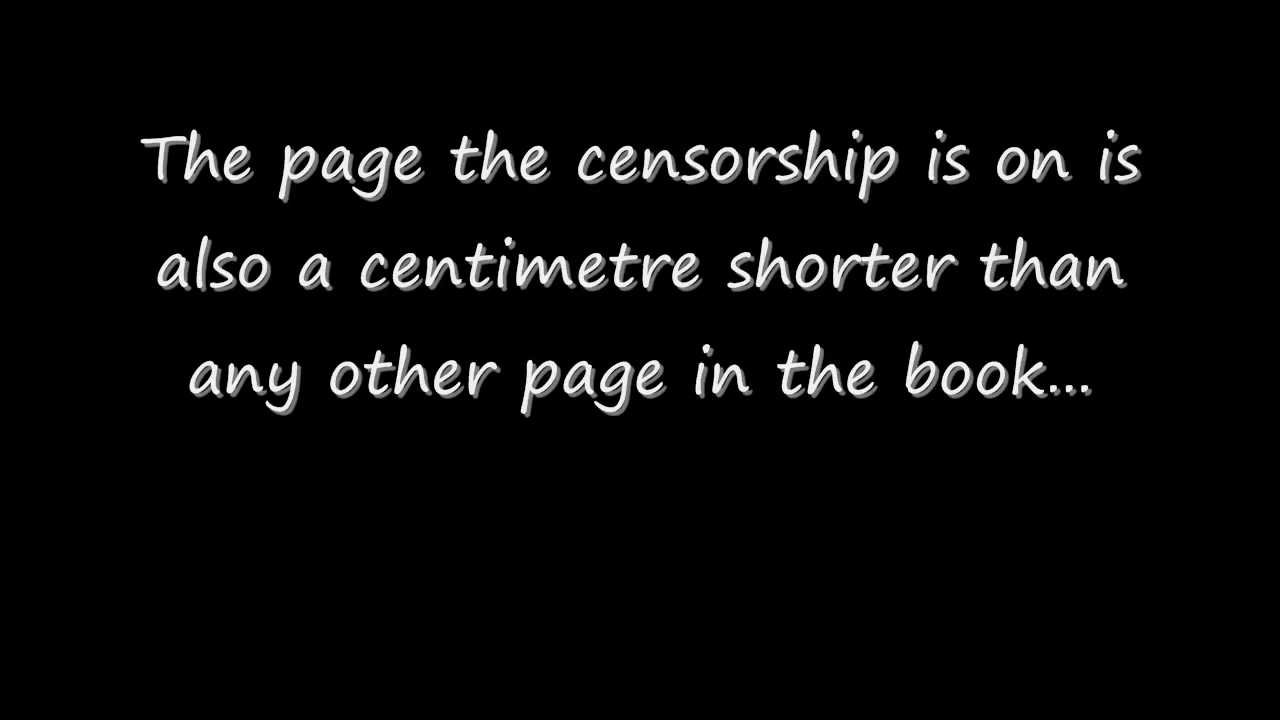 The page the censorship is on is
also a centimetre shorter than
any other page in the book...